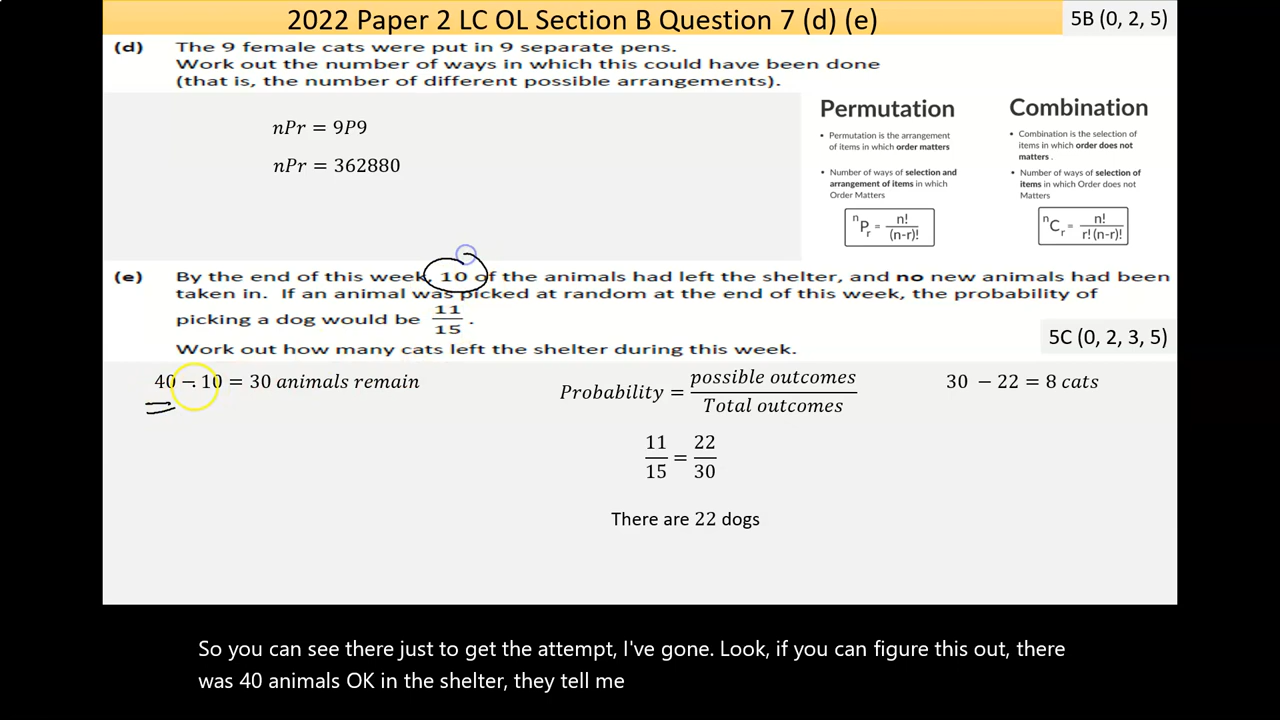 2022 Paper 2 LC OL Section B Question 7 (d) (e)
5B (0, 2, 5)
(d) The 9 female cats were put in 9 separate pens.
Work out the number of ways in which this could have been done
(that is, the number of different possible arrangements).
nPr = 9P9
nPr = 362880
Permutation
• Permutation is the arrangement
of items in which order matters
• Number of ways of selection and
arrangement of items in which
Order Matters
nPr = n!/(n-r)!
Combination
• Combination is the selection of
items in which order does not
matters .
• Number of ways of selection of
items in which Order does not
Matters
nCr = n!/r!(n-r)!
(e) By the end of this week, 10 of the animals had left the shelter, and no new animals had been
taken in. If an animal was picked at random at the end of this week, the probability of
picking a dog would be 11/15 .
Work out how many cats left the shelter during this week.
5C (0, 2, 3, 5)
40 − 10 = 30 animals remain
Probability = possible outcomes/Total outcomes
11/15 = 22/30
There are 22 dogs
30 − 22 = 8 cats
So you can see there just to get the attempt, I've gone. Look, if you can figure this out, there
was 40 animals OK in the shelter, they tell me